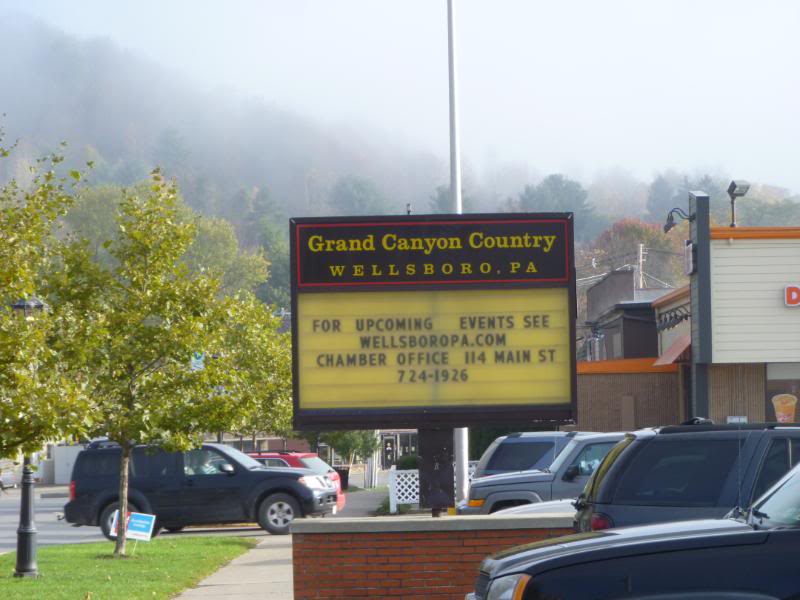 Grand Canyon Country
WELLSBORO, PA
FOR UPCOMING EVENTS SEE
WELLSBOROPA.COM
CHAMBER OFFICE 114 MAIN ST
724-1926
D